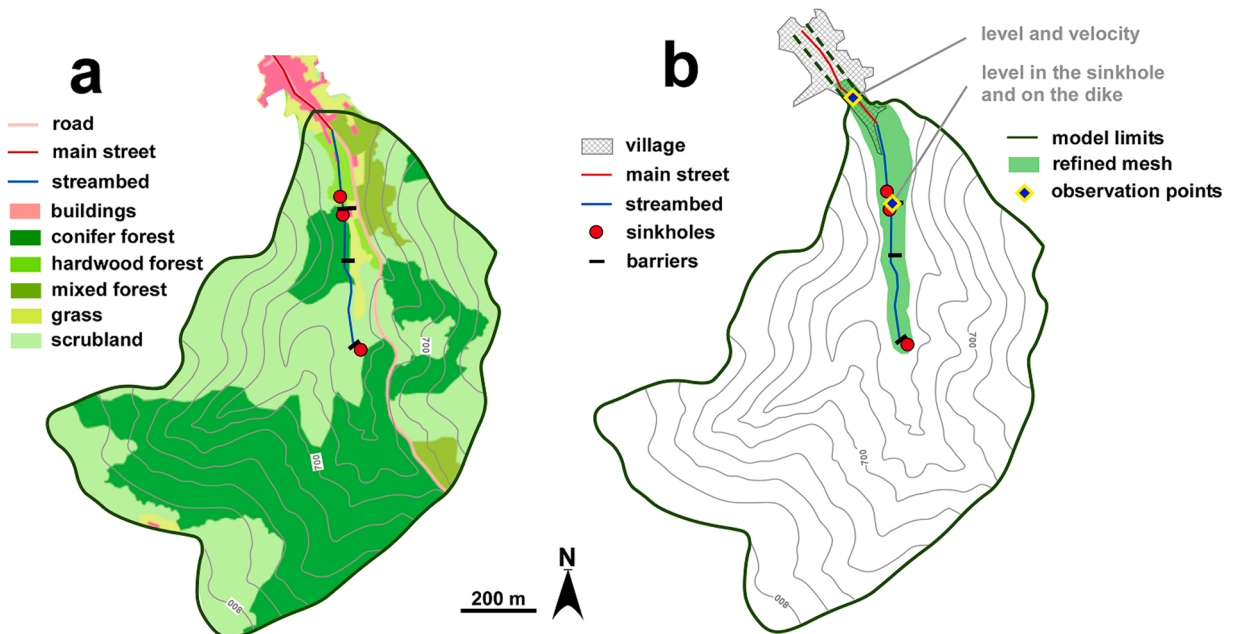 a
road
main street
streambed
buildings
conifer forest
hardwood forest
mixed forest
grass
scrubland
700
700
800
200 m
N
b
level and velocity
level in the sinkhole
and on the dike
village
main street
streambed
sinkholes
barriers
model limits
refined mesh
observation points
700
700
800